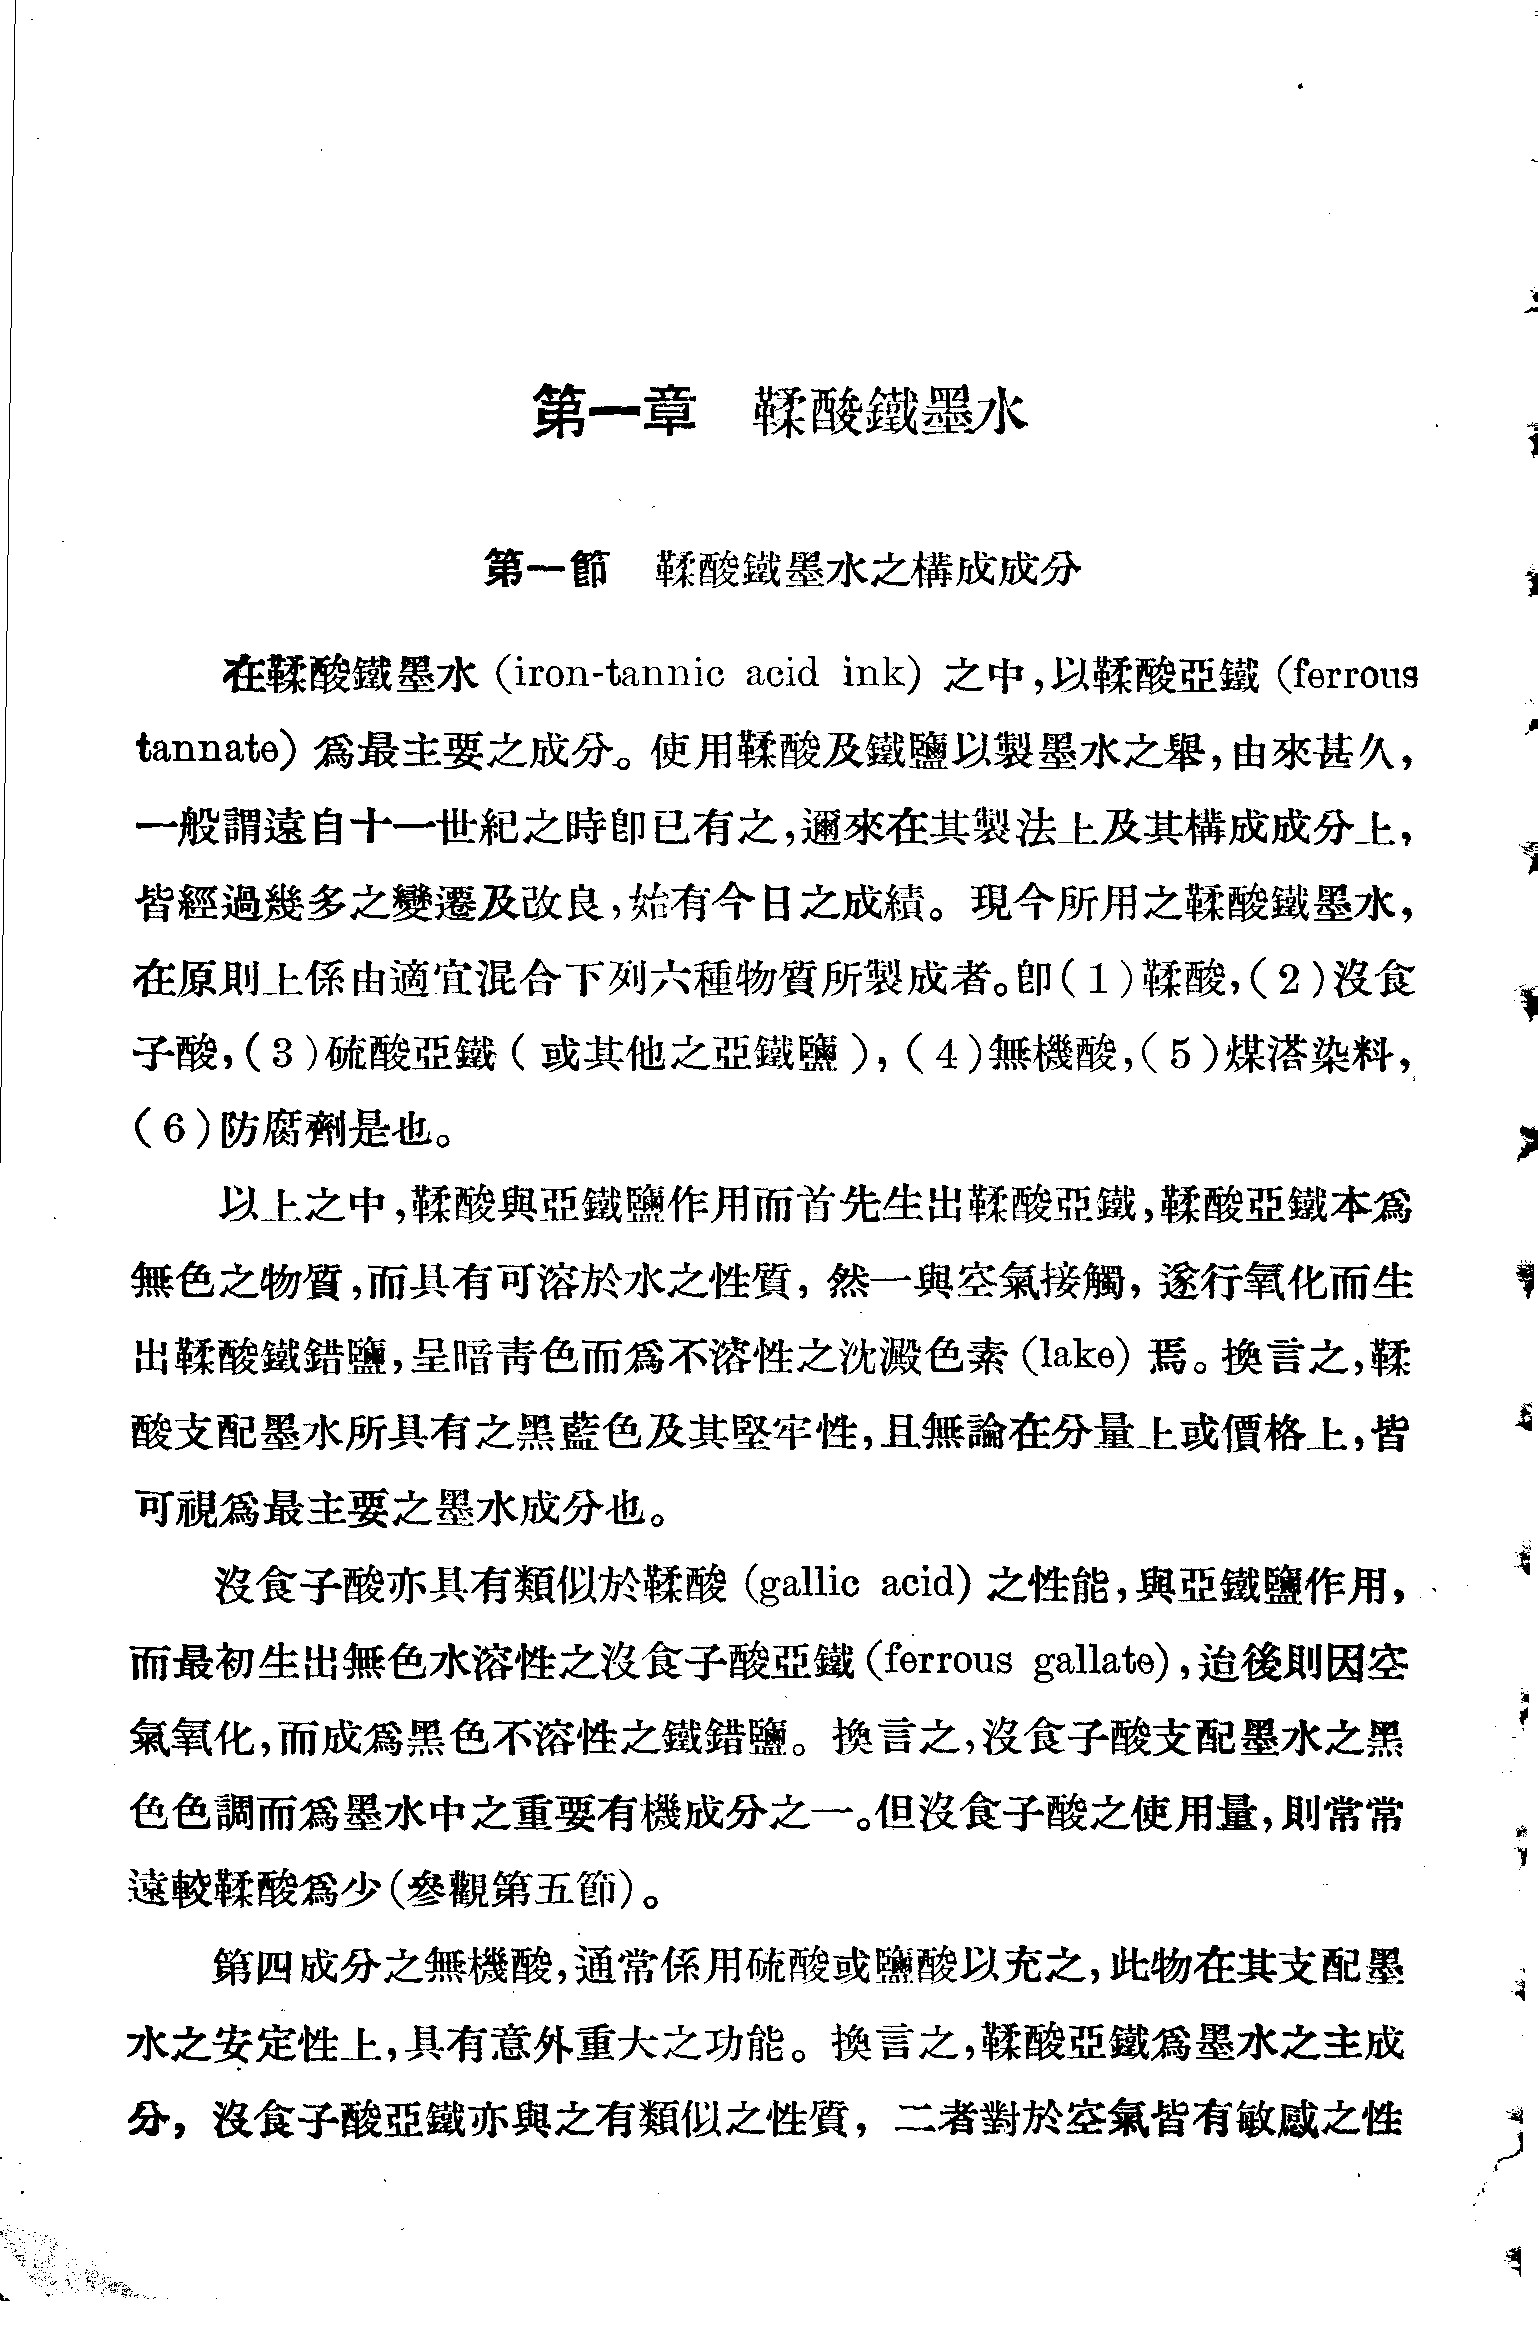 第一章　鞣酸鐵墨水
第一節　鞣酸鐵墨水之構成成分
在鞣酸鐵墨水 (iron-tannic acid ink) 之中,以鞣酸亞鐵 (ferrous
tannate) 爲最主要之成分。使用鞣酸及鐵鹽以製墨水之舉,由來甚久,
一般謂遠自十一世紀之時卽已有之,邇來在其製法上及其構成成分上,
皆經過幾多之變遷及改良,始有今日之成績。現今所用之鞣酸鐵墨水,
在原則上係由適宜混合下列六種物質所製成者。卽(1)鞣酸,(2)沒食
子酸,(3)硫酸亞鐵(或其他之亞鐵鹽),(4)無機酸,(5)煤溚染料,
(6)防腐劑是也。
以上之中,鞣酸與亞鐵鹽作用而首先生出鞣酸亞鐵,鞣酸亞鐵本爲
無色之物質,而具有可溶於水之性質,然一與空氣接觸,遂行氧化而生
出鞣酸鐵錯鹽,呈暗靑色而爲不溶性之沈澱色素 (lake) 焉。換言之,鞣
酸支配墨水所具有之黑藍色及其堅牢性,且無論在分量上或價格上,皆
可視爲最主要之墨水成分也。
沒食子酸亦具有類似於鞣酸 (gallic acid) 之性能,與亞鐵鹽作用,
而最初生出無色水溶性之沒食子酸亞鐵 (ferrous gallate),迨後則因空
氣氧化,而成爲黑色不溶性之鐵錯鹽。換言之,沒食子酸支配墨水之黑
色色調而爲墨水中之重要有機成分之一。但沒食子酸之使用量,則常常
遠較鞣酸爲少(參觀第五節)。
第四成分之無機酸,通常係用硫酸或鹽酸以充之,此物在其支配墨
水之安定性上,具有意外重大之功能。換言之,鞣酸亞鐵爲墨水之主成
分,沒食子酸亞鐵亦與之有類似之性質,二者對於空氣皆有敏感之性